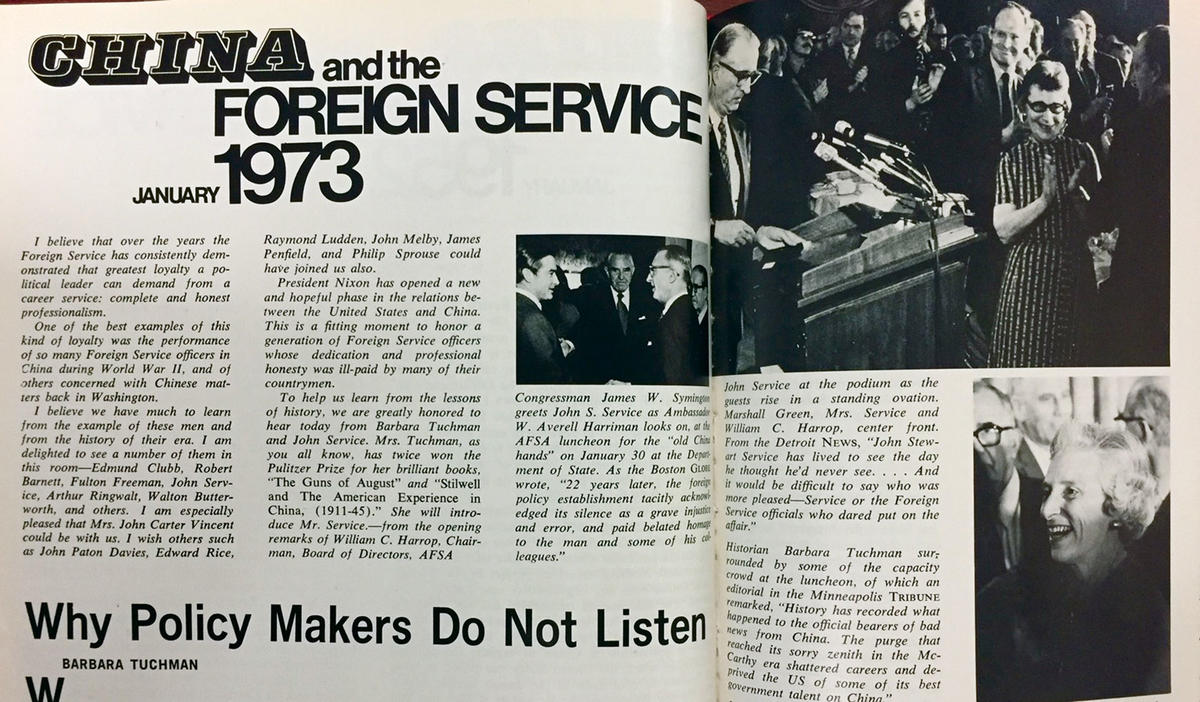 CHINA and the
FOREIGN SERVICE
JANUARY 1973
I believe that over the years the
Foreign Service has consistently dem-
onstrated that greatest loyalty a po-
litical leader can demand from a
career service: complete and honest
professionalism.
One of the best examples of this
kind of loyalty was the performance
of so many Foreign Service officers in
China during World War II, and of
others concerned with Chinese mat-
ters back in Washington.
I believe we have much to learn
from the example of these men and
from the history of their era. I am
delighted to see a number of them in
this room—Edmund Clubb, Robert
Barnett, Fulton Freeman, John Serv-
ice, Arthur Ringwalt, Walton Butter-
worth, and others. I am especially
pleased that Mrs. John Carter Vincent
could be with us. I wish others such
as John Paton Davies, Edward Rice,
Raymond Ludden, John Melby, James
Penfield, and Philip Sprouse could
have joined us also.
President Nixon has opened a new
and hopeful phase in the relations be-
tween the United States and China.
This is a fitting moment to honor a
generation of Foreign Service officers
whose dedication and professional
honesty was ill-paid by many of their
countrymen.
To help us learn from the lessons
of history, we are greatly honored to
hear today from Barbara Tuchman
and John Service. Mrs. Tuchman, as
you all know, has twice won the
Pulitzer Prize for her brilliant books,
"The Guns of August" and "Stilwell
and The American Experience in
China, (1911-45)." She will intro-
duce Mr. Service.—from the opening
remarks of William C. Harrop, Chair-
man, Board of Directors, AFSA
Congressman James W. Symington
greets John S. Service as Ambassador
W. Averell Harriman looks on, at the
AFSA luncheon for the "old China
hands" on January 30 at the Depart-
ment of State. As the Boston GLOBE
wrote, "22 years later, the foreign
policy establishment tacitly acknowl-
edged its silence as a grave injustice
and error, and paid belated homage
to the man and some of his col-
leagues."
John Service at the podium as the
guests rise in a standing ovation.
Marshall Green, Mrs. Service and
William C. Harrop, center front.
From the Detroit NEWS, "John Stew-
art Service has lived to see the day
he thought he'd never see. . . . And
it would be difficult to say who was
more pleased—Service or the Foreign
Service officials who dared put on the
affair."
Historian Barbara Tuchman sur-
rounded by some of the capacity
crowd at the luncheon, of which an
editorial in the Minneapolis TRIBUNE
remarked, "History has recorded what
happened to the official bearers of bad
news from China. The purge that
reached its sorry zenith in the Mc-
Carthy era shattered careers and de-
prived the US of some of its best
government talent on China."
Why Policy Makers Do Not Listen
BARBARA TUCHMAN
W